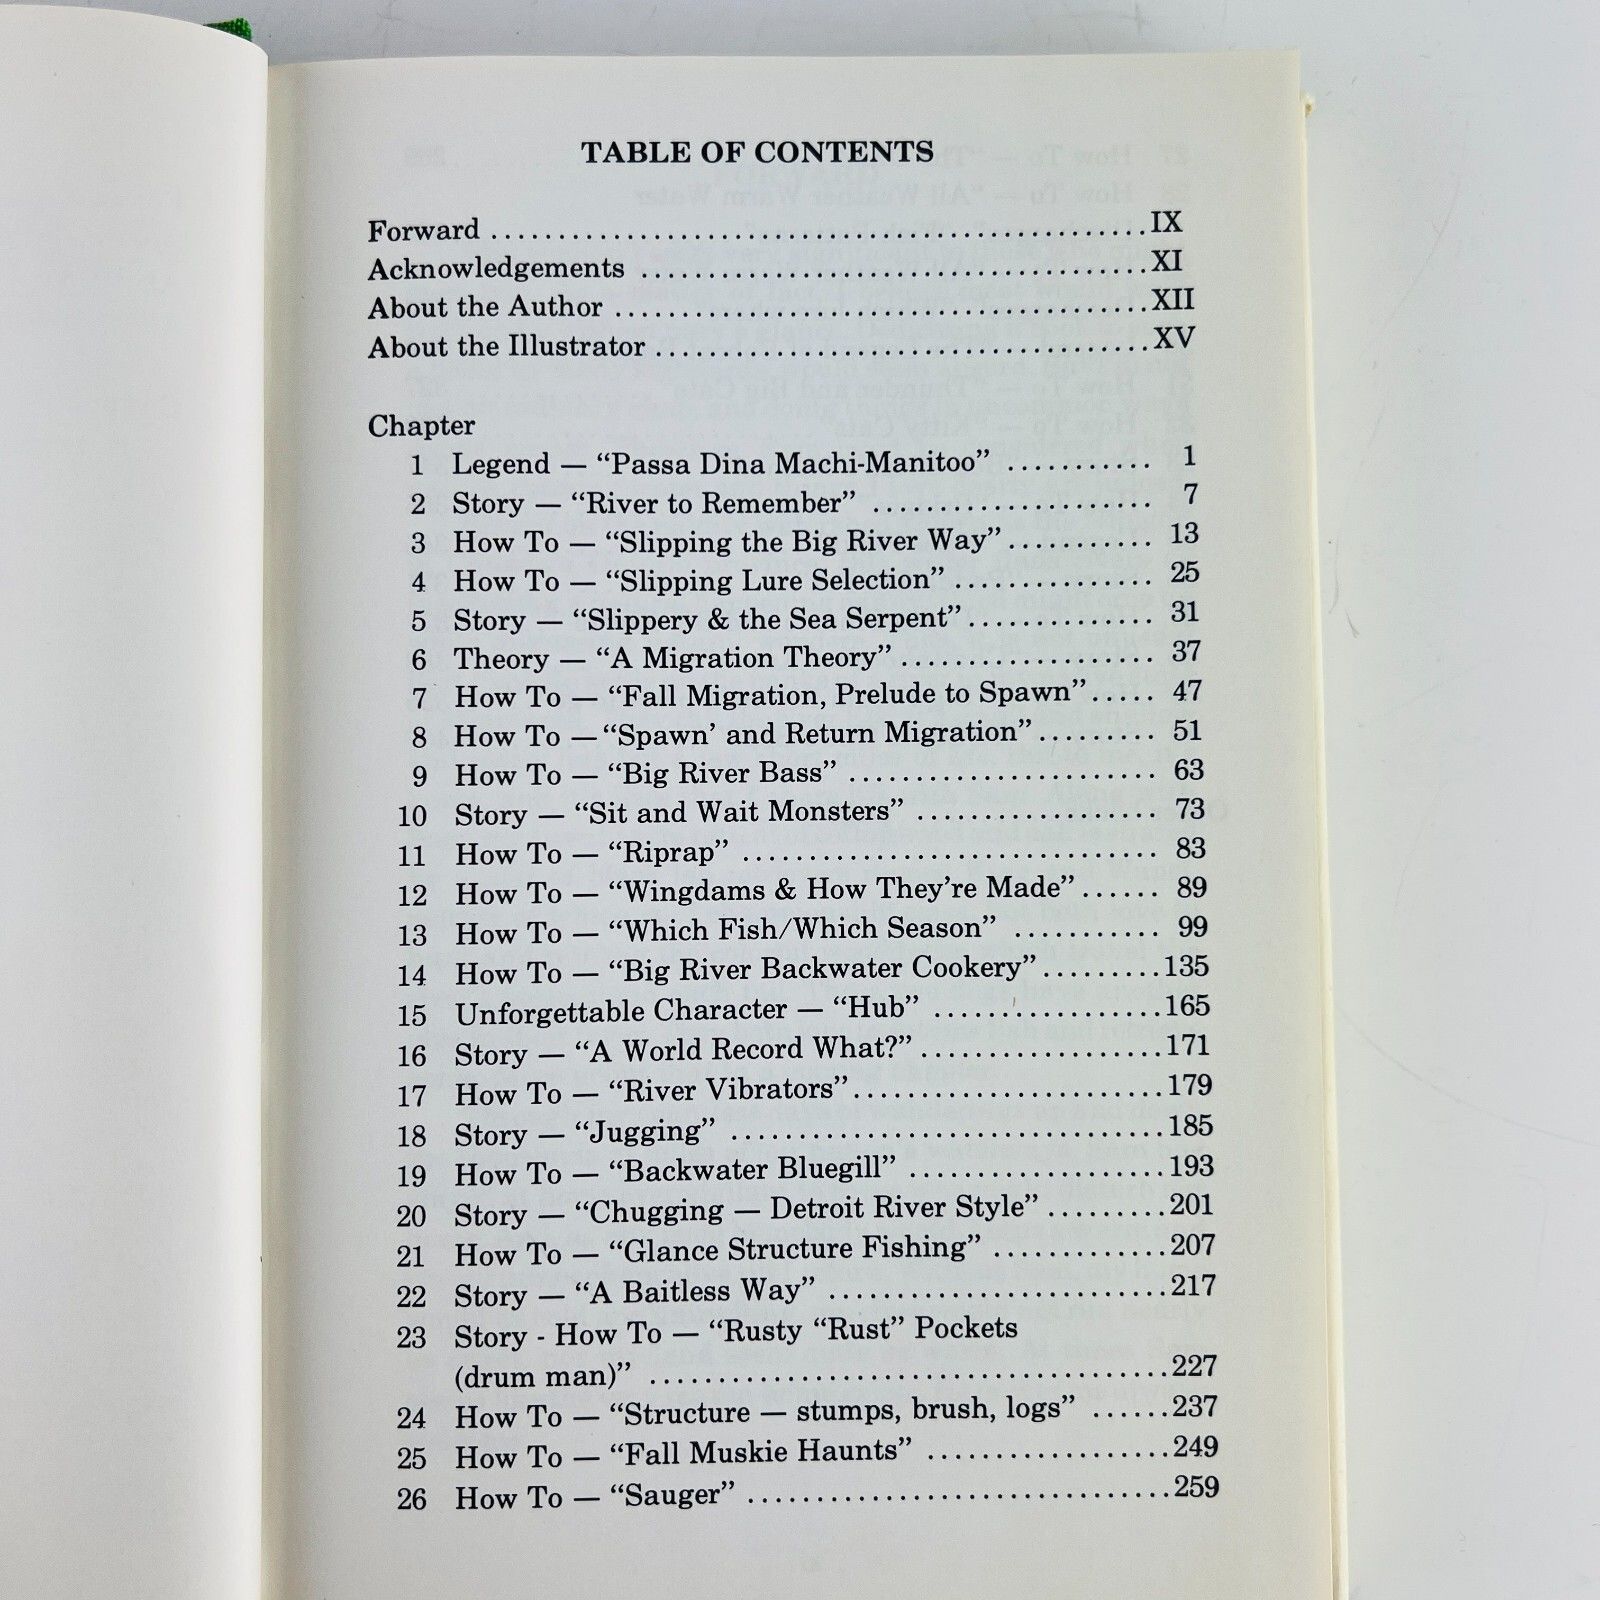 TABLE OF CONTENTS
Forward ................................................ IX
Acknowledgements ...................................... XI
About the Author ....................................... XII
About the Illustrator ..................................... XV
Chapter
1 Legend — “Passa Dina Machi-Manitoo” ........... 1
2 Story — “River to Remember” ..................... 7
3 How To — “Slipping the Big River Way” ........... 13
4 How To — “Slipping Lure Selection” ............... 25
5 Story — “Slippery & the Sea Serpent” .............. 31
6 Theory — “A Migration Theory” ................... 37
7 How To — “Fall Migration, Prelude to Spawn” ..... 47
8 How To — “Spawn’ and Return Migration” ......... 51
9 How To — “Big River Bass” ....................... 63
10 Story — “Sit and Wait Monsters” .................. 73
11 How To — “Riprap” ............................... 83
12 How To — “Wingdams & How They’re Made” ...... 89
13 How To — “Which Fish/Which Season” ........... 99
14 How To — “Big River Backwater Cookery” ......... 135
15 Unforgettable Character — “Hub” ................. 165
16 Story — “A World Record What?” .................. 171
17 How To — “River Vibrators” ....................... 179
18 Story — “Jugging” ................................ 185
19 How To — “Backwater Bluegill” ................... 193
20 Story — “Chugging — Detroit River Style” ......... 201
21 How To — “Glance Structure Fishing” ............. 207
22 Story — “A Baitless Way” ......................... 217
23 Story - How To — “Rusty “Rust” Pockets
(drum man)” ...................................... 227
24 How To — “Structure — stumps, brush, logs” ...... 237
25 How To — “Fall Muskie Haunts” .................. 249
26 How To — “Sauger” ............................... 259